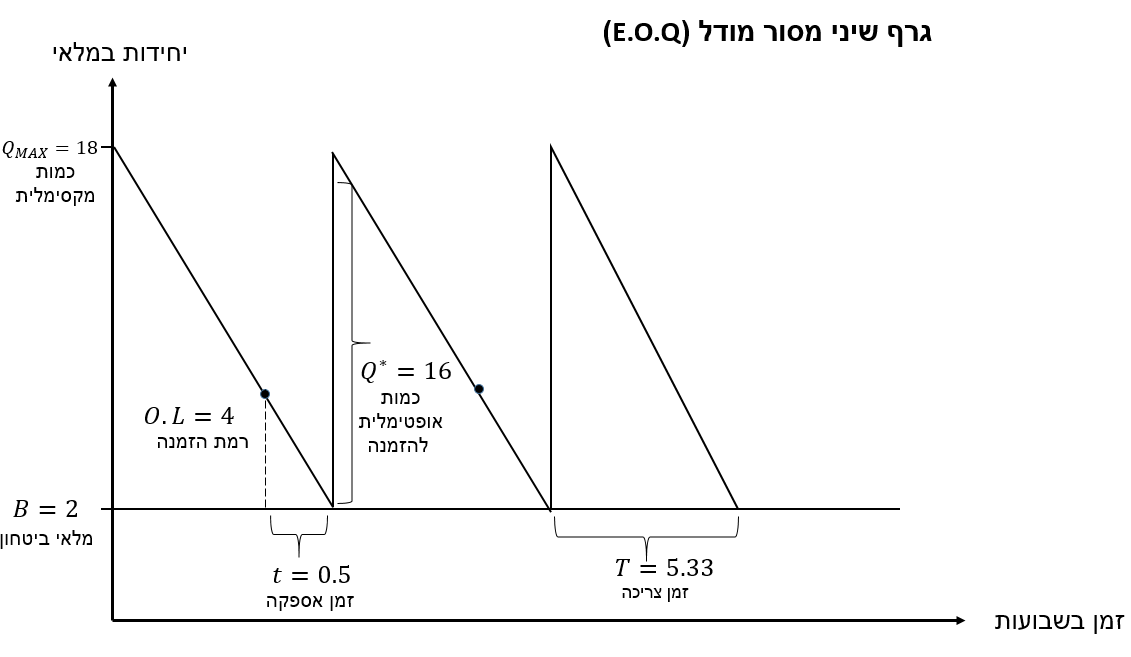 גרף שיני מסור מודל (E.O.Q)
יחידות במלאי
Q_MAX = 18
כמות
מקסימלית
Q* = 16
כמות
אופטימלית
להזמנה
O.L = 4
רמת הזמנה
B = 2
מלאי ביטחון
t = 0.5
זמן אספקה
T = 5.33
זמן צריכה
זמן בשבועות